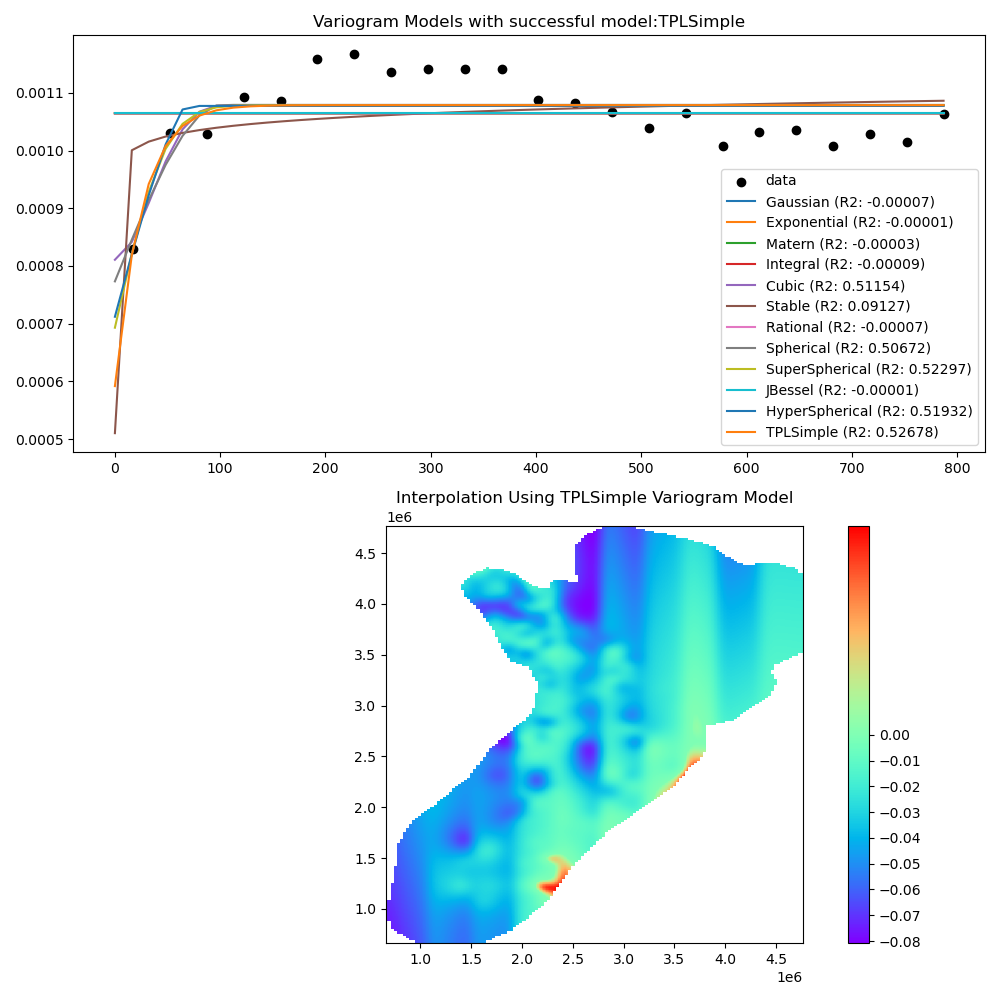 Variogram Models with successful model:TPLSimple
0.0011
0.0010
0.0009
0.0008
0.0007
0.0006
0.0005
data
Gaussian (R2: -0.00007)
Exponential (R2: -0.00001)
Matern (R2: -0.00003)
Integral (R2: -0.00009)
Cubic (R2: 0.51154)
Stable (R2: 0.09127)
Rational (R2: -0.00007)
Spherical (R2: 0.50672)
SuperSpherical (R2: 0.52297)
JBessel (R2: -0.00001)
HyperSpherical (R2: 0.51932)
TPLSimple (R2: 0.52678)
0 100 200 300 400 500 600 700 800
Interpolation Using TPLSimple Variogram Model
1e6
4.5
4.0
3.5
3.0
2.5
2.0
1.5
1.0
1.0 1.5 2.0 2.5 3.0 3.5 4.0 4.5
1e6
0.00
−0.01
−0.02
−0.03
−0.04
−0.05
−0.06
−0.07
−0.08